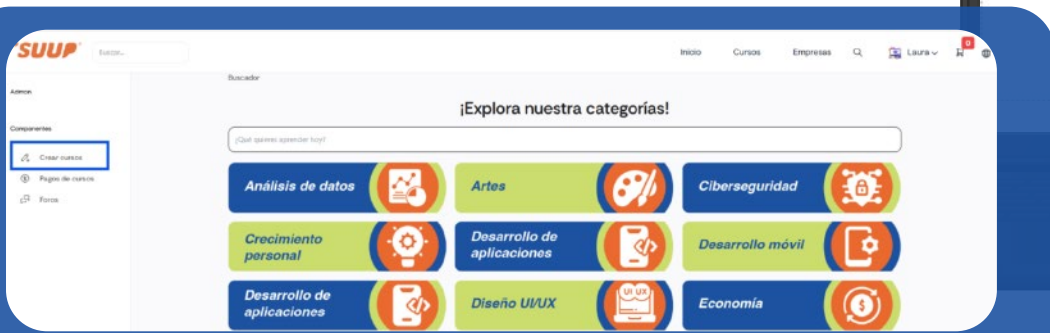 SUUP
Buscar...
Inicio
Cursos
Empresas
Laura
0
Admin
Componentes
Crear cursos
Pagos de cursos
Foros
Buscador
¡Explora nuestra categorías!
¿Qué quieres aprender hoy?
Análisis de datos
Artes
Ciberseguridad
Crecimiento
personal
Desarrollo de
aplicaciones
Desarrollo móvil
Desarrollo de
aplicaciones
Diseño UI/UX
UI UX
Economía